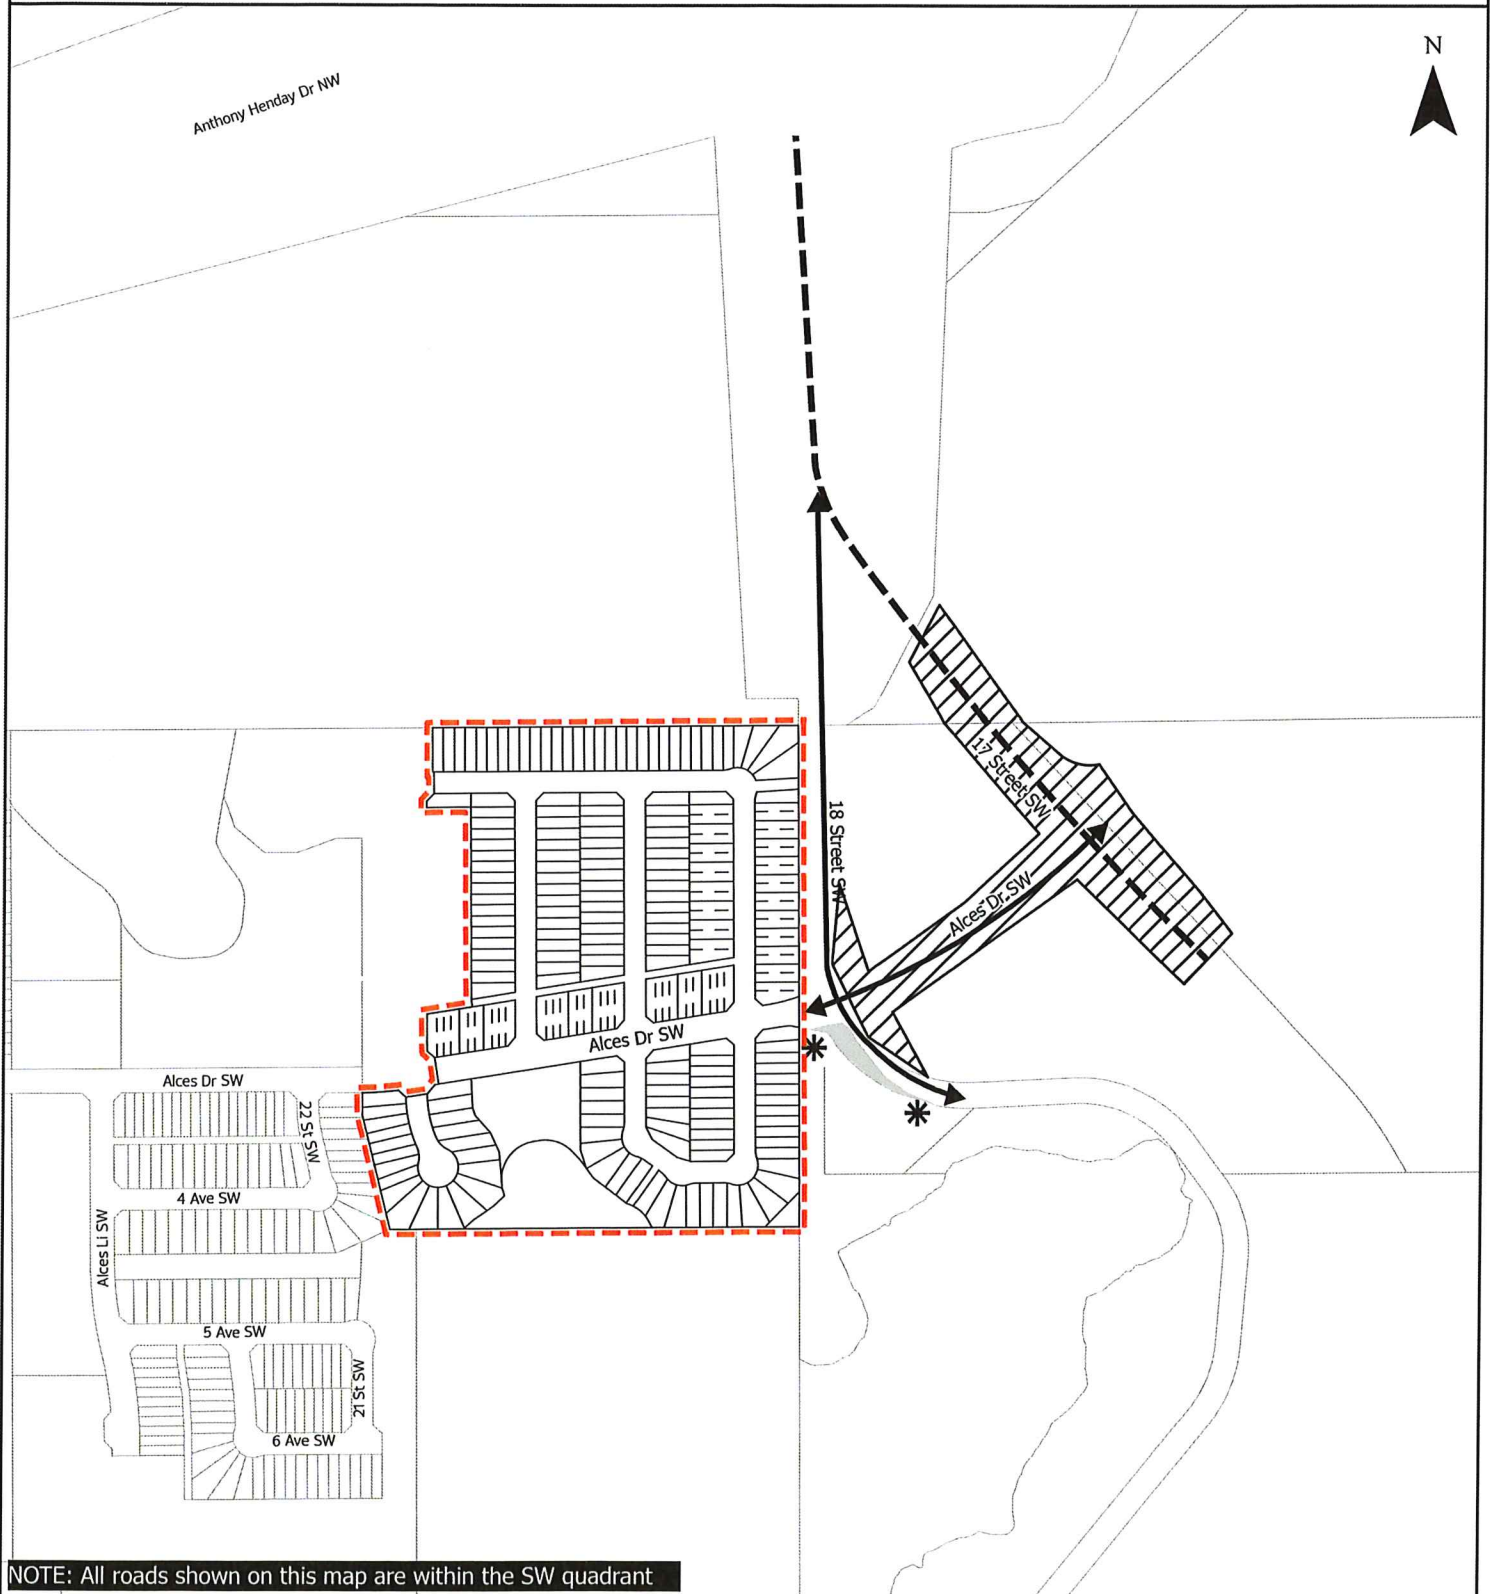 N
Anthony Henday Dr NW
17 Street SW
18 Street SW
Alces Dr SW
Alces Dr SW
Alces Dr SW
22 St SW
4 Ave SW
Alces Li SW
5 Ave SW
21 St SW
6 Ave SW
NOTE: All roads shown on this map are within the SW quadrant